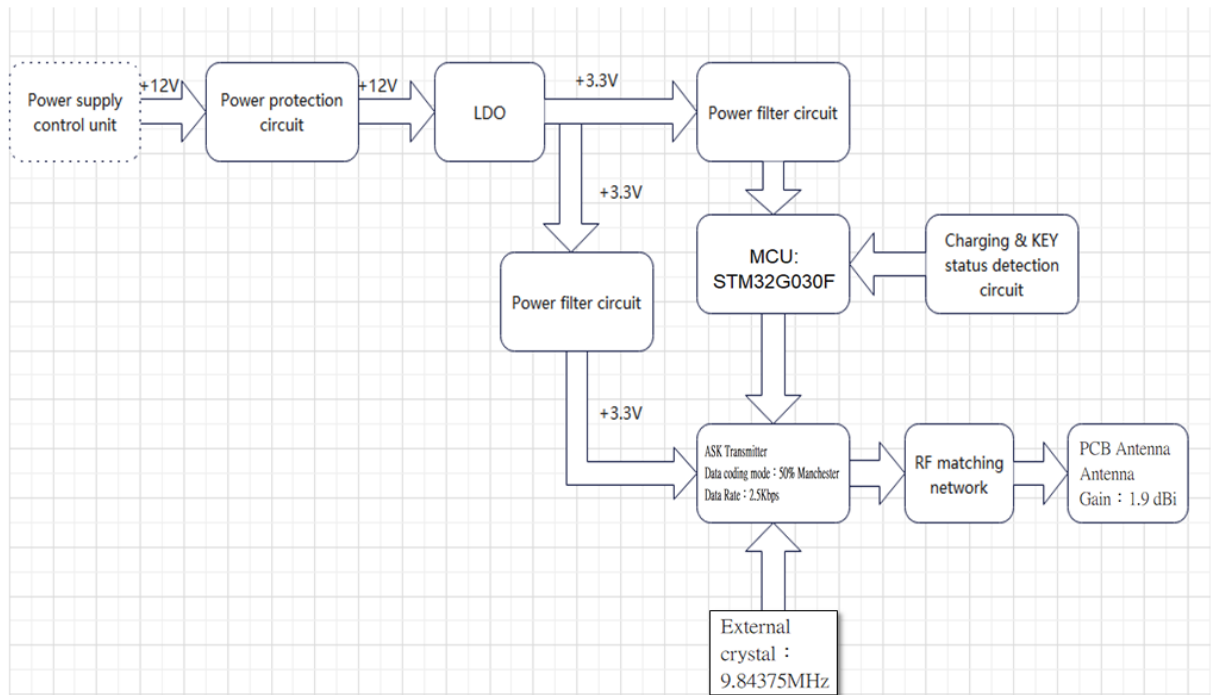 Power supply
control unit
+12V
Power protection
circuit
+12V
LDO
+3.3V
Power filter circuit
+3.3V
Power filter circuit
MCU:
STM32G030F
Charging & KEY
status detection
circuit
+3.3V
ASK Transmitter
Data coding mode：50% Manchester
Data Rate：2.5Kbps
RF matching
network
PCB Antenna
Antenna
Gain：1.9 dBi
External
crystal：
9.84375MHz